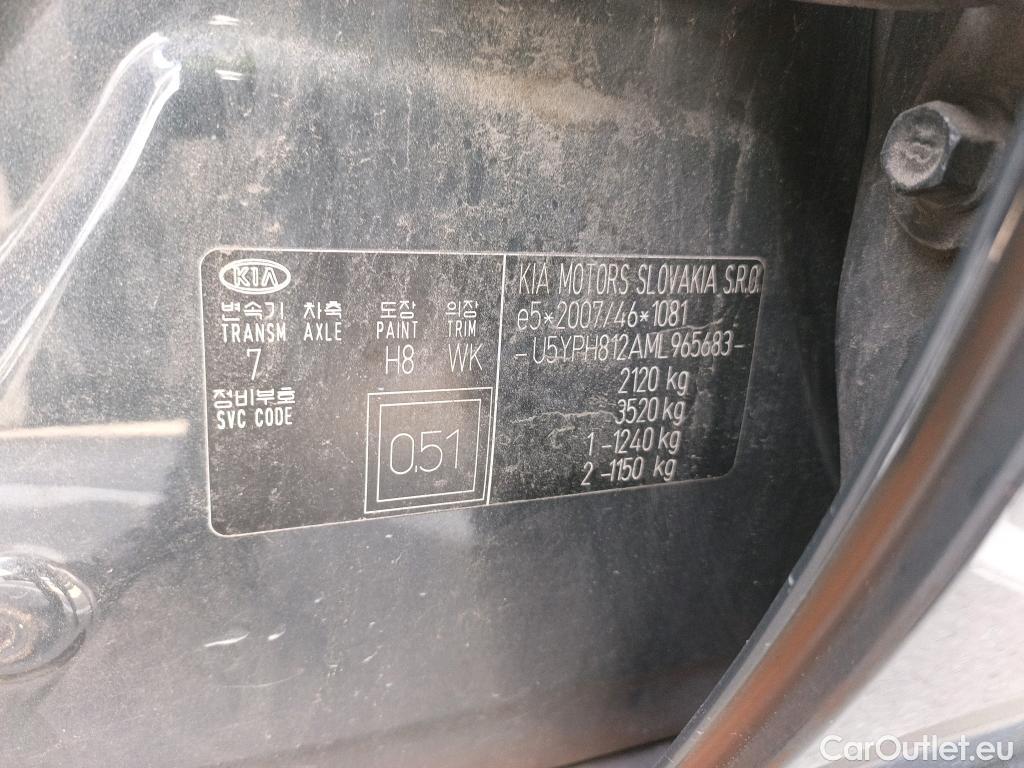 KIA
변속기 차축 도장 의장
TRANSM AXLE PAINT TRIM
7 H8 WK
정비부호
SVC CODE
0.51
KIA MOTORS SLOVAKIA S.R.O.
e5*2007/46*1081
-U5YPH812AML965683-
2120 kg
3520 kg
1-1240 kg
2-1150 kg
CarOutlet.eu